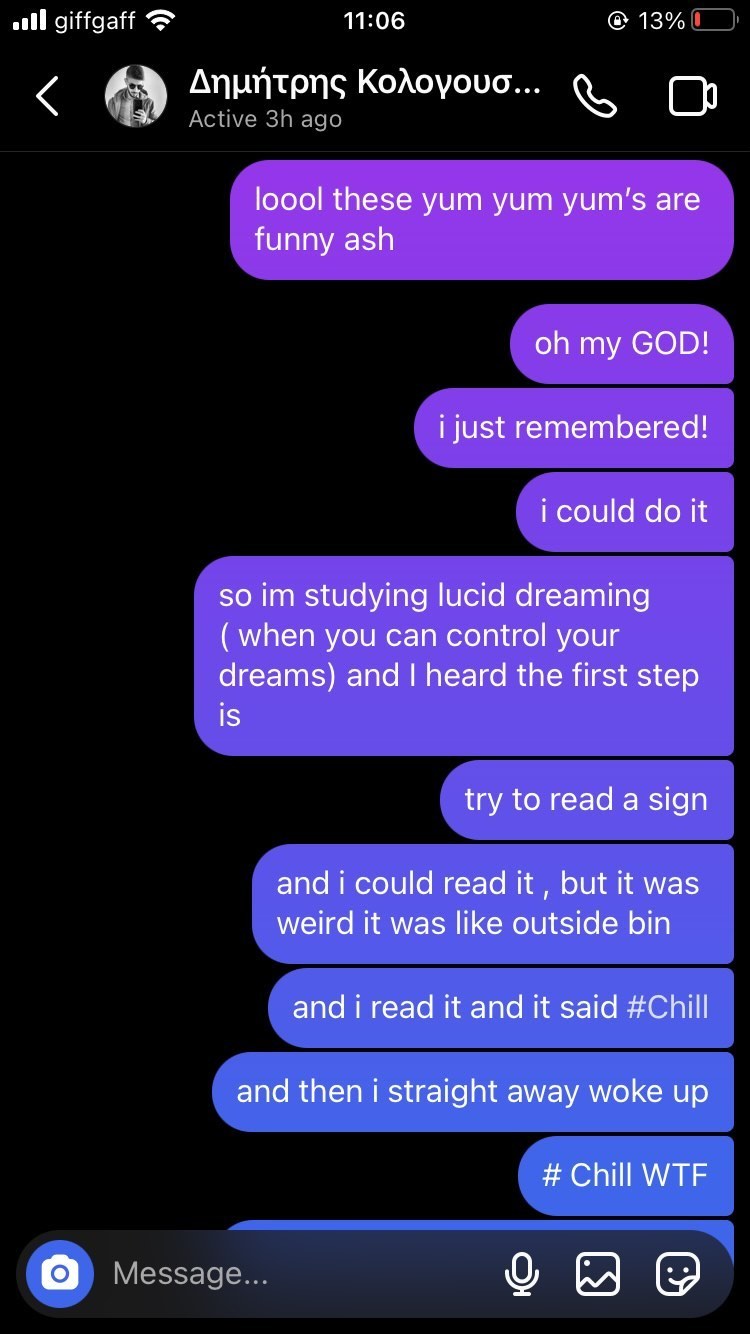 giffgaff 11:06 13%
Δημήτρης Κολογουσ...
Active 3h ago
loool these yum yum yum’s are
funny ash
oh my GOD!
i just remembered!
i could do it
so im studying lucid dreaming
( when you can control your
dreams) and I heard the first step
is
try to read a sign
and i could read it , but it was
weird it was like outside bin
and i read it and it said #Chill
and then i straight away woke up
# Chill WTF
Message...